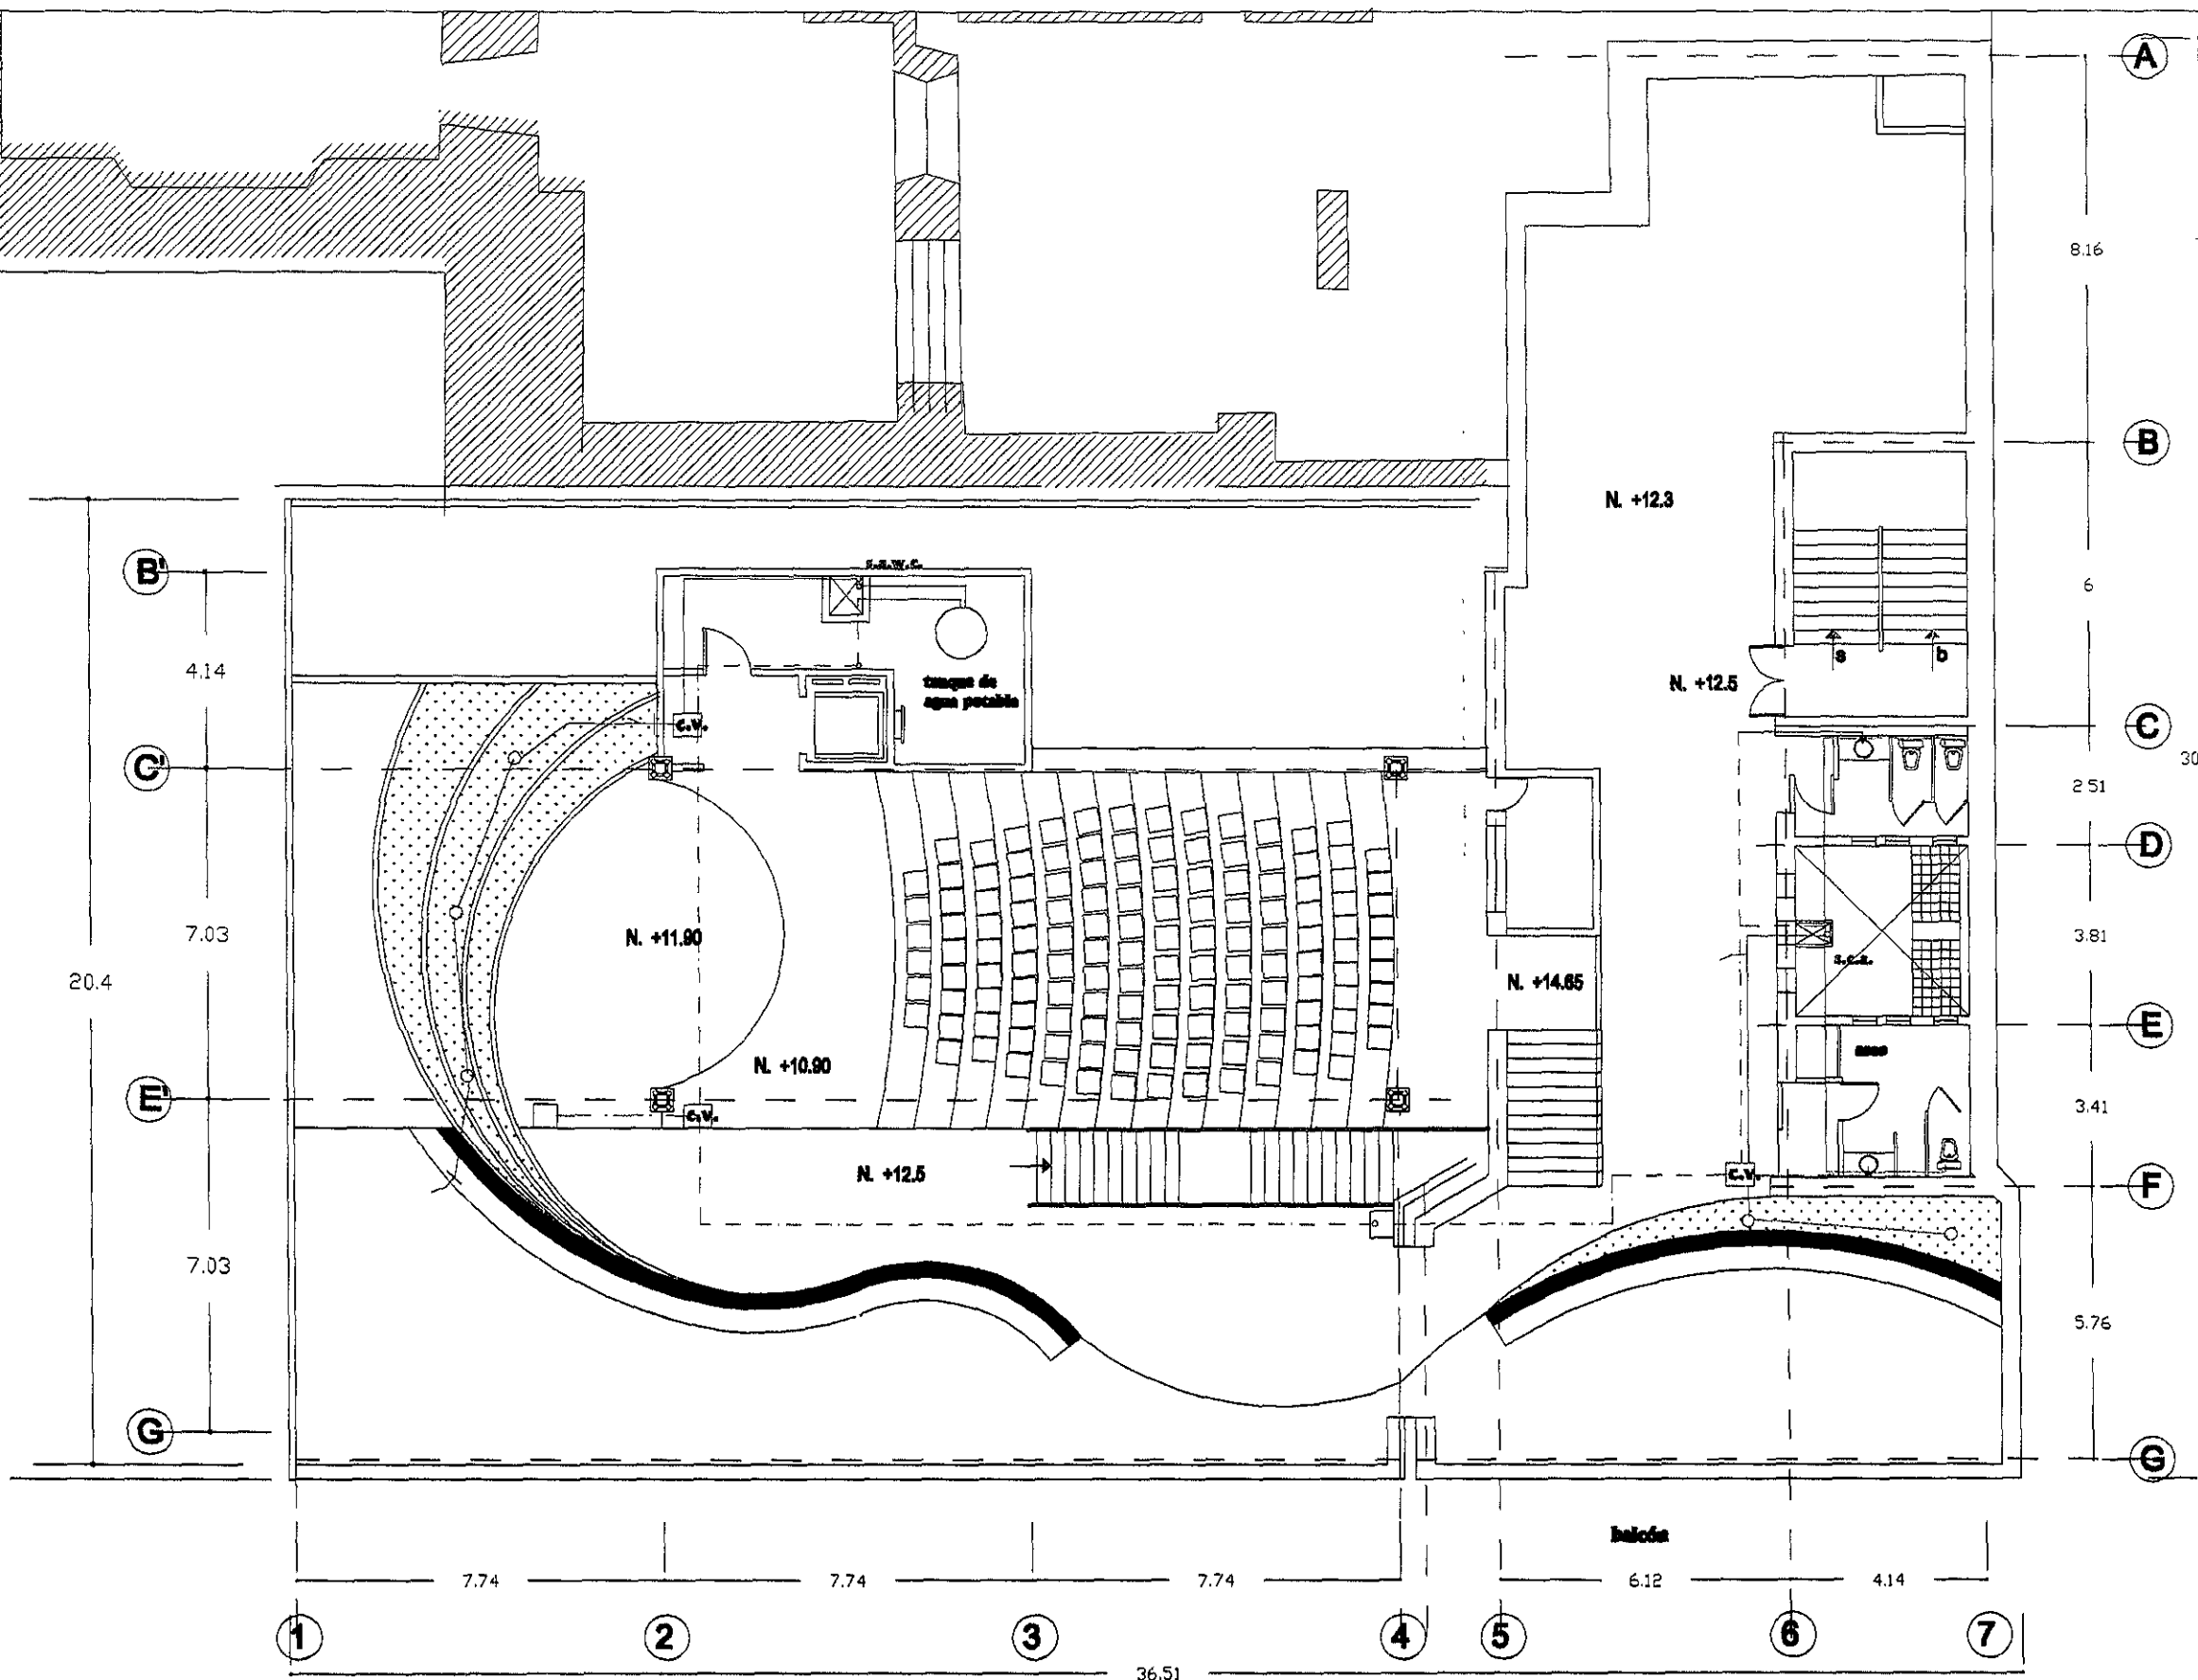 A
8.16
B
N. +12.3
B'
s.a.w.c.
6
4.14
s
b
N. +12.5
tanque de
agua potable
c.v.
C
C'
30
2 51
D
7.03
N. +11.90
3.81
s.c.a.
20.4
N. +14.65
E
aseo
N. +10.90
E'
c.v.
3.41
N. +12.5
c.v.
F
7.03
5.76
G
G
balcón
7.74
7.74
7.74
6.12
4.14
1
2
3
4
5
6
7
36.51